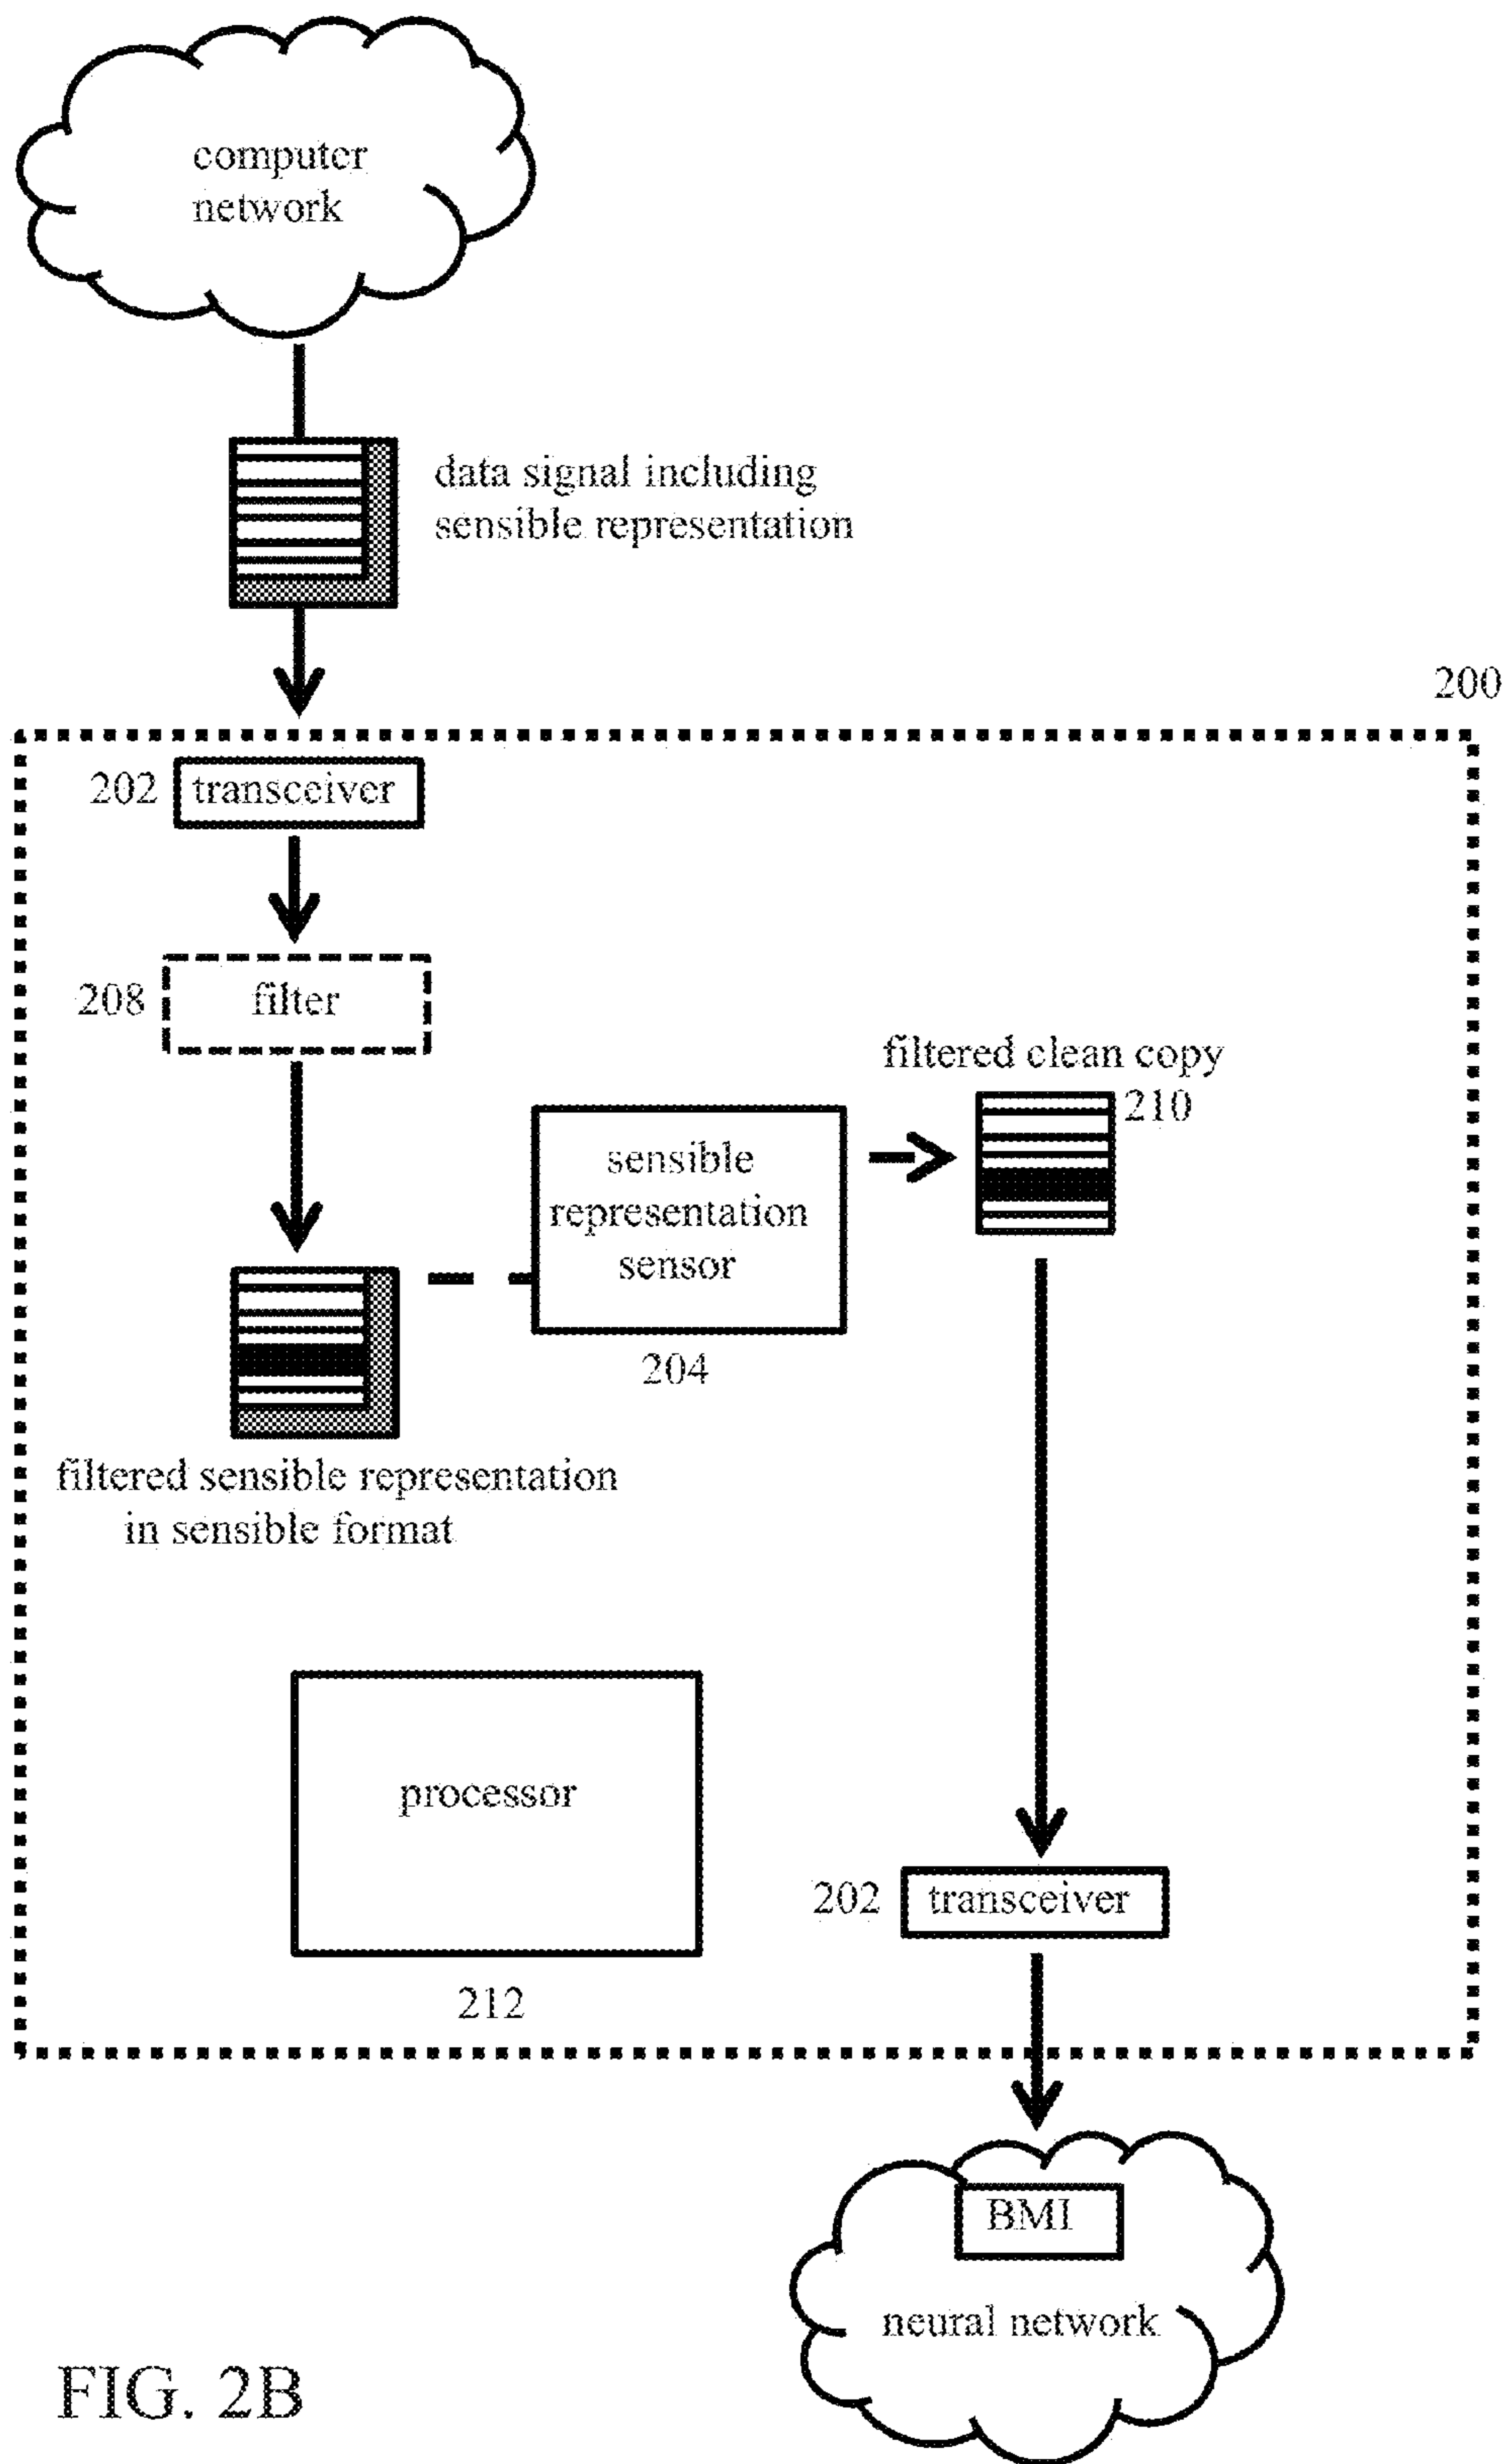 computer
network
data signal including
sensible representation
200
202 transceiver
208 filter
filtered clean copy
210
sensible
representation
sensor
204
filtered sensible representation
in sensible format
processor
212
202 transceiver
BMI
neural network
FIG. 2B